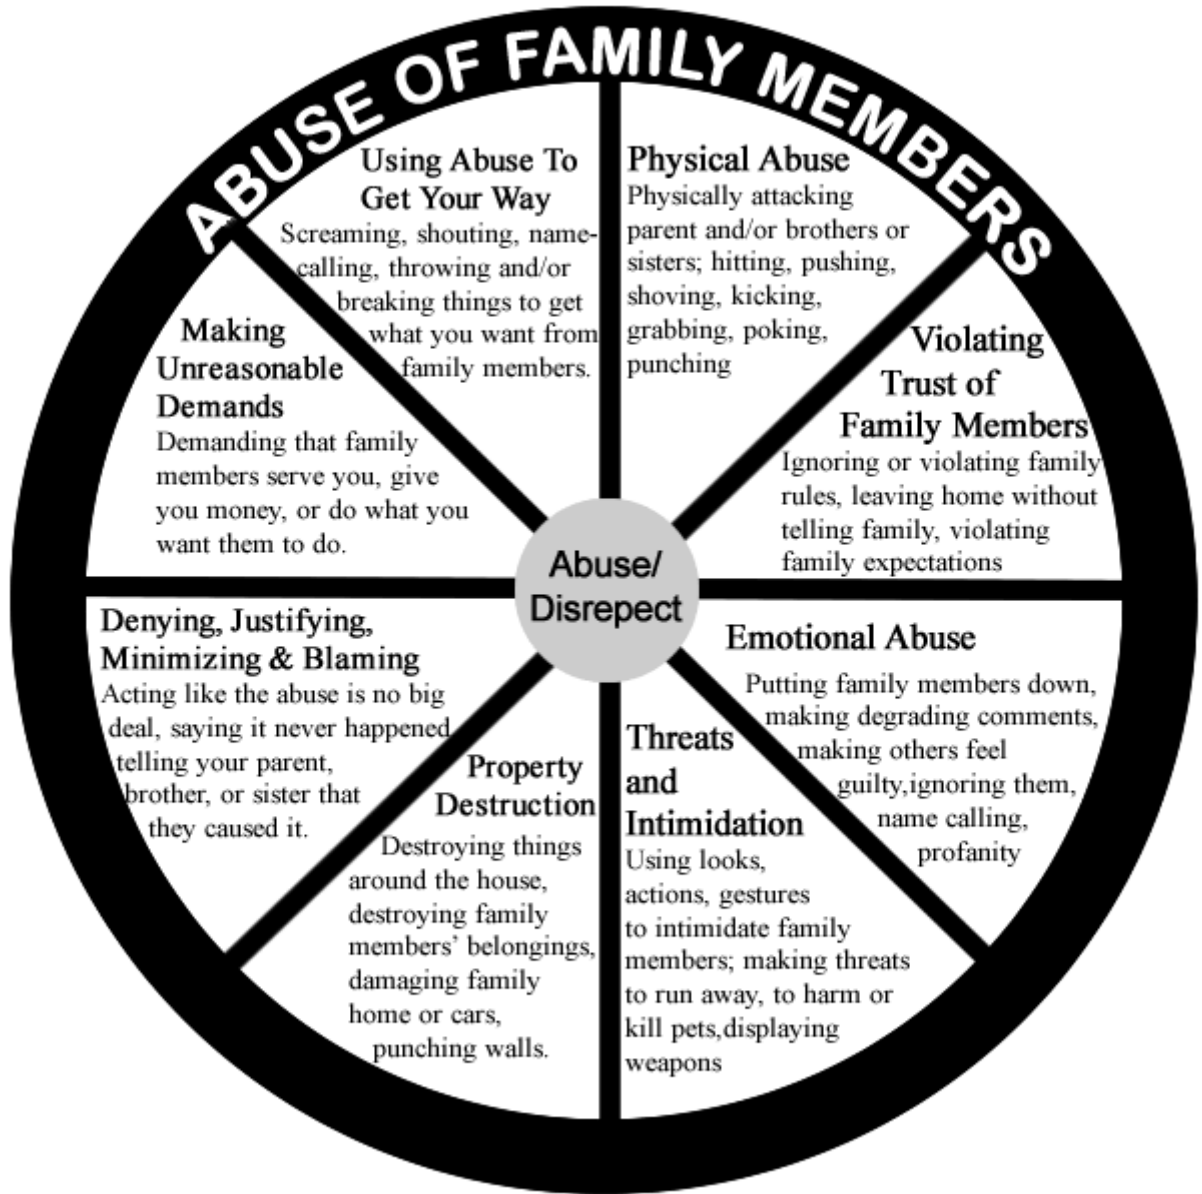 ABUSE OF FAMILY MEMBERS
Using Abuse To
Get Your Way
Screaming, shouting, name-
calling, throwing and/or
breaking things to get
what you want from
family members.
Physical Abuse
Physically attacking
parent and/or brothers or
sisters; hitting, pushing,
shoving, kicking,
grabbing, poking,
punching
Violating
Trust of
Family Members
Ignoring or violating family
rules, leaving home without
telling family, violating
family expectations
Emotional Abuse
Putting family members down,
making degrading comments,
making others feel
guilty,ignoring them,
name calling,
profanity
Threats
and
Intimidation
Using looks,
actions, gestures
to intimidate family
members; making threats
to run away, to harm or
kill pets,displaying
weapons
Property
Destruction
Destroying things
around the house,
destroying family
members’ belongings,
damaging family
home or cars,
punching walls.
Denying, Justifying,
Minimizing & Blaming
Acting like the abuse is no big
deal, saying it never happened
telling your parent,
brother, or sister that
they caused it.
Making
Unreasonable
Demands
Demanding that family
members serve you, give
you money, or do what you
want them to do.
Abuse/
Disrepect